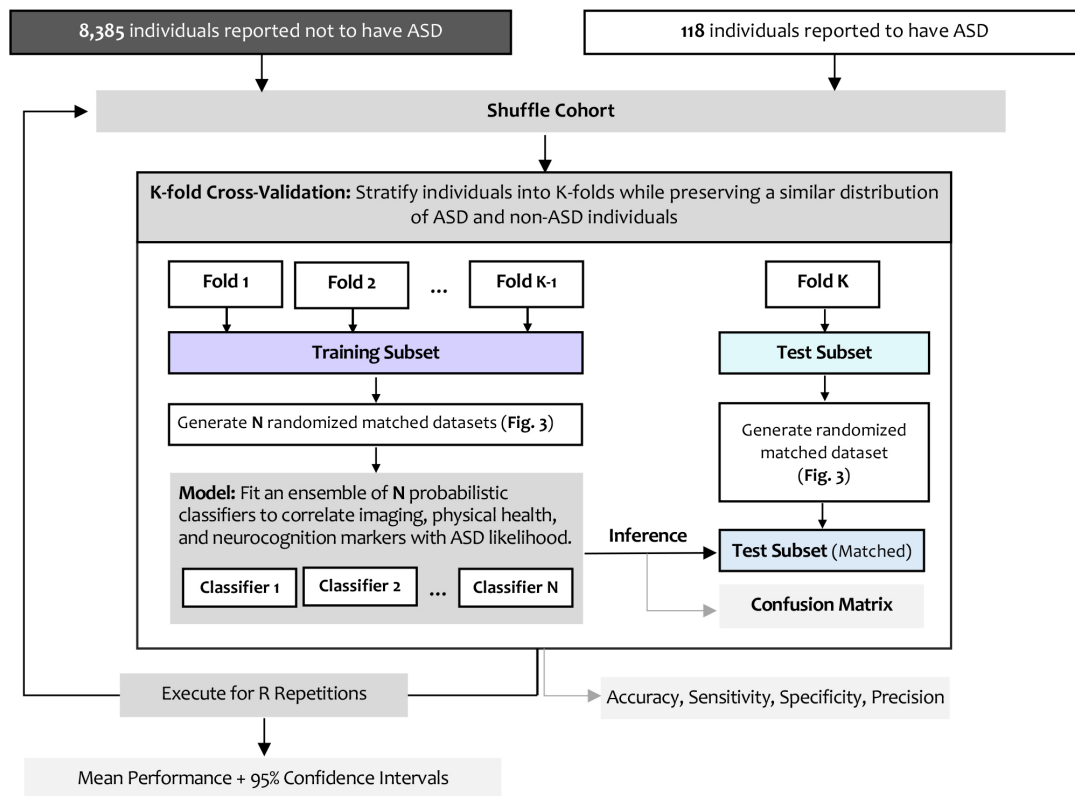 8,385 individuals reported not to have ASD
118 individuals reported to have ASD
Shuffle Cohort
K-fold Cross-Validation: Stratify individuals into K-folds while preserving a similar distribution
of ASD and non-ASD individuals
Fold 1
Fold 2
...
Fold K-1
Fold K
Training Subset
Test Subset
Generate N randomized matched datasets (Fig. 3)
Generate randomized
matched dataset
(Fig. 3)
Model: Fit an ensemble of N probabilistic
classifiers to correlate imaging, physical health,
and neurocognition markers with ASD likelihood.
Classifier 1
Classifier 2
...
Classifier N
Inference
Test Subset (Matched)
Confusion Matrix
Execute for R Repetitions
Accuracy, Sensitivity, Specificity, Precision
Mean Performance + 95% Confidence Intervals